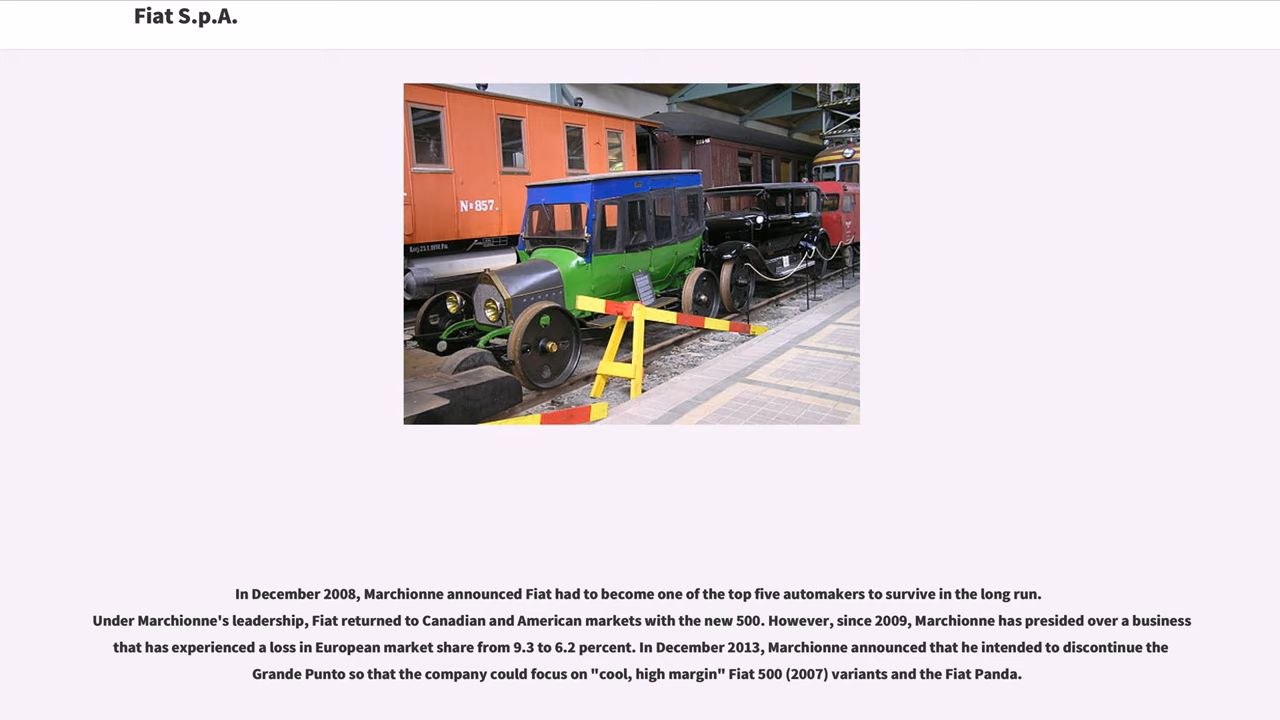 Fiat S.p.A.
Nº 857.
In December 2008, Marchionne announced Fiat had to become one of the top five automakers to survive in the long run.
Under Marchionne's leadership, Fiat returned to Canadian and American markets with the new 500. However, since 2009, Marchionne has presided over a business
that has experienced a loss in European market share from 9.3 to 6.2 percent. In December 2013, Marchionne announced that he intended to discontinue the
Grande Punto so that the company could focus on "cool, high margin" Fiat 500 (2007) variants and the Fiat Panda.